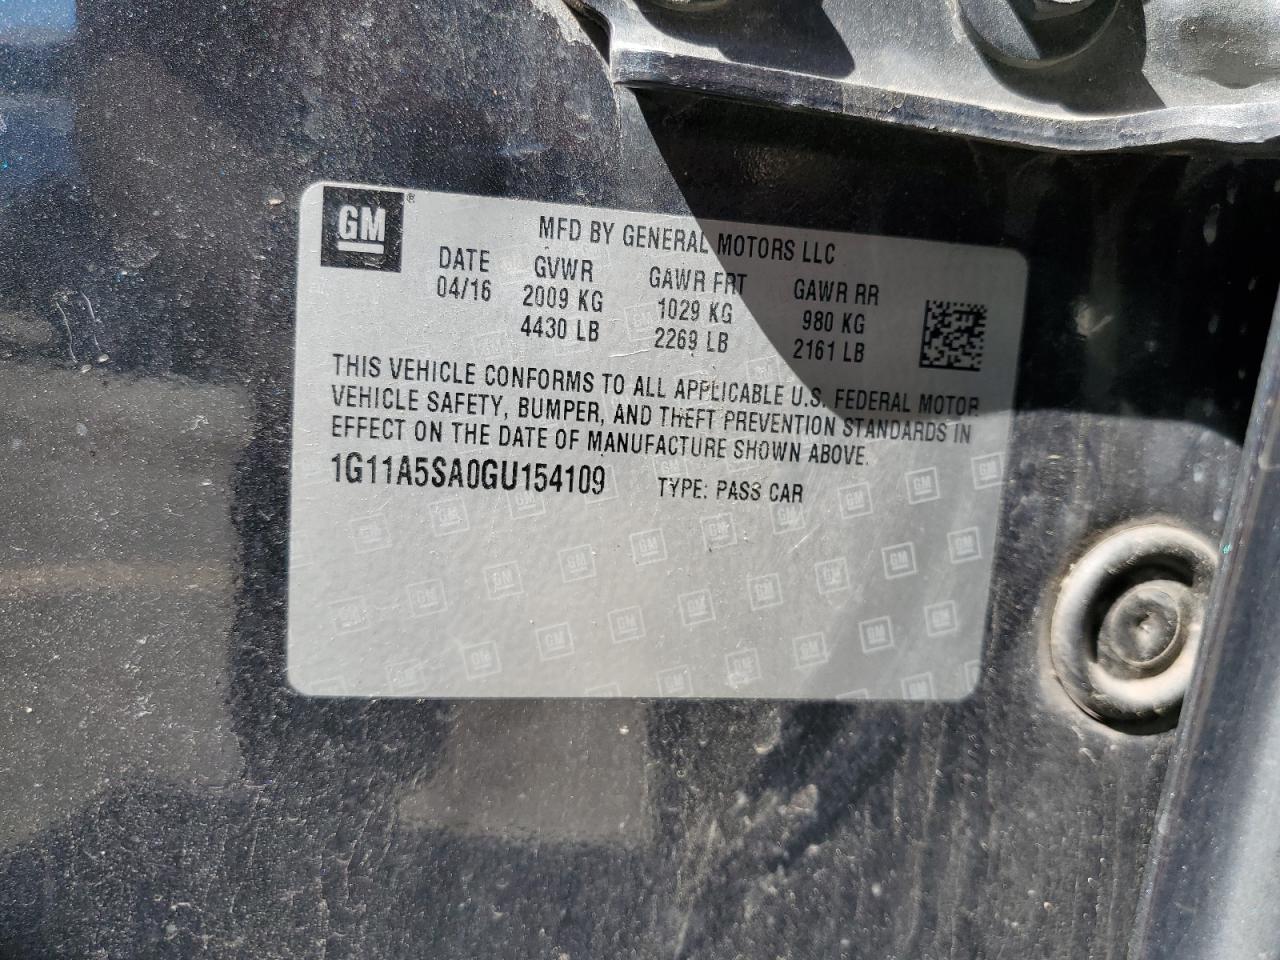 GM®
MFD BY GENERAL MOTORS LLC
DATE GVWR GAWR FRT GAWR RR
04/16 2009 KG 1029 KG 980 KG
4430 LB 2269 LB 2161 LB
THIS VEHICLE CONFORMS TO ALL APPLICABLE U.S. FEDERAL MOTOR
VEHICLE SAFETY, BUMPER, AND THEFT PREVENTION STANDARDS IN
EFFECT ON THE DATE OF MANUFACTURE SHOWN ABOVE.
1G11A5SA0GU154109 TYPE: PASS CAR